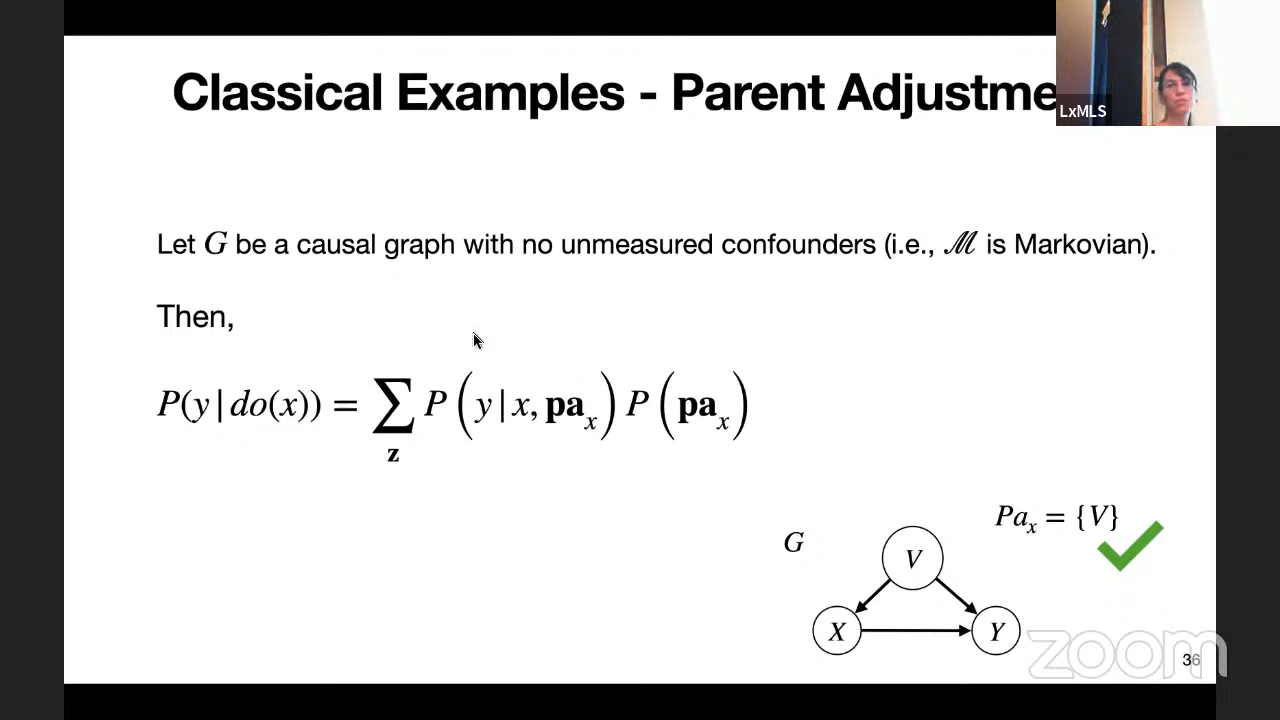 Classical Examples - Parent Adjustme
LxMLS
Let G be a causal graph with no unmeasured confounders (i.e., ℳ is Markovian).
Then,
P(y|do(x)) = ∑_z P(y|x, pa_x) P(pa_x)
Pa_x = {V}
G
V
X
Y
zoom
36